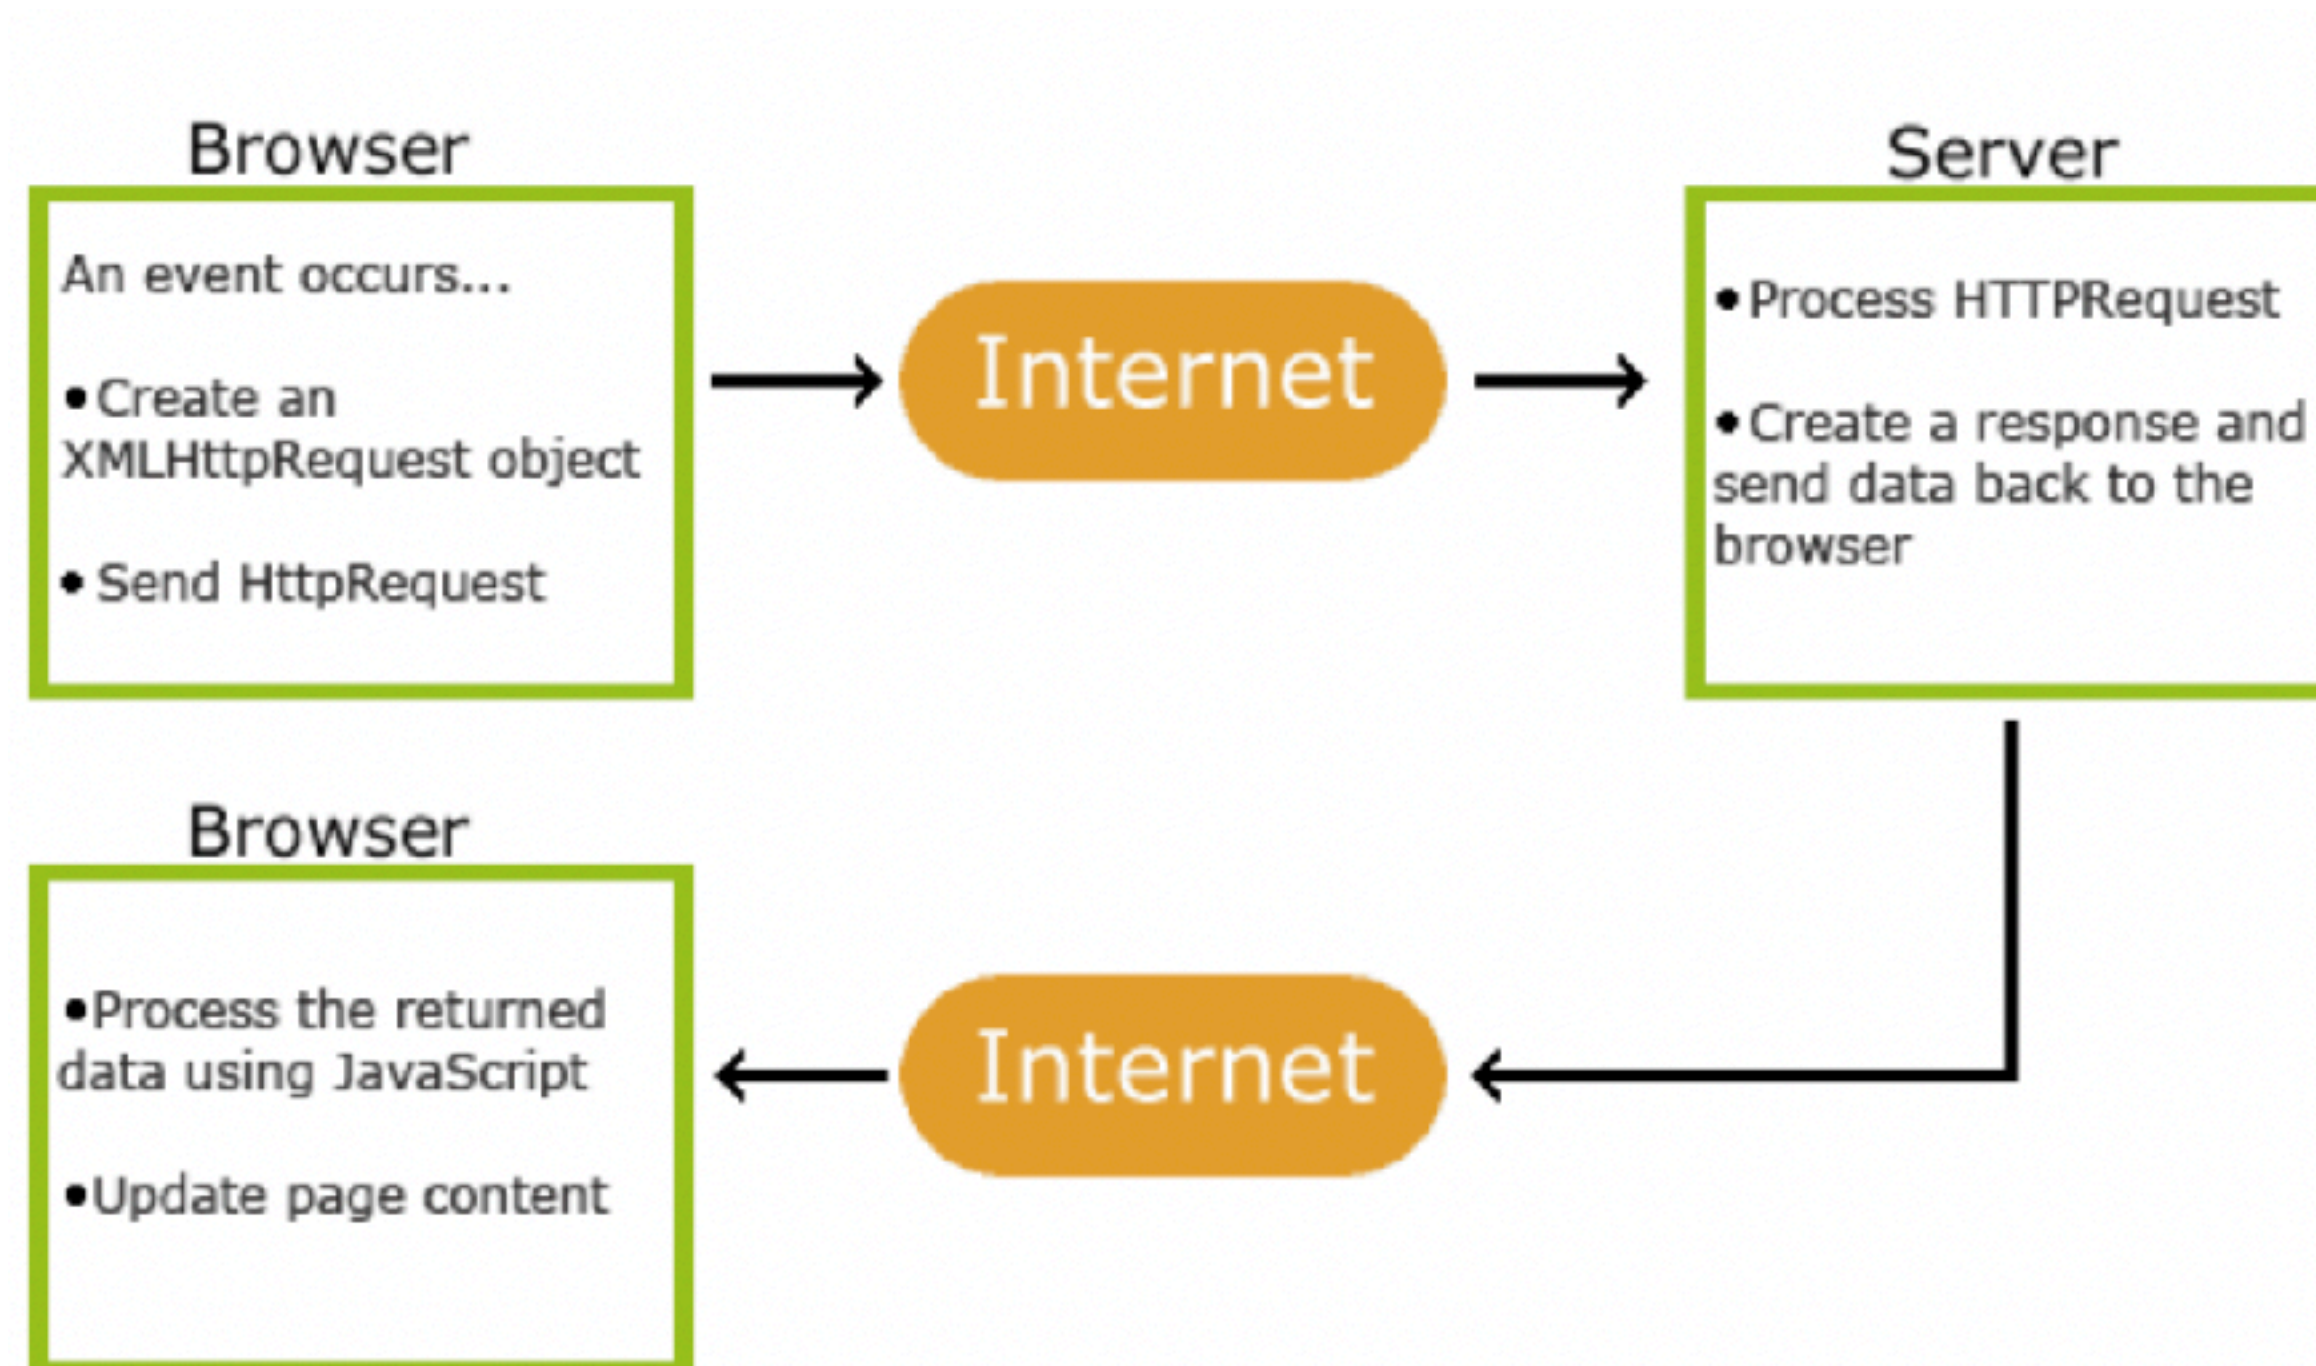 Browser
An event occurs...
• Create an
XMLHttpRequest object
• Send HttpRequest
Internet
Server
• Process HTTPRequest
• Create a response and
send data back to the
browser
Browser
• Process the returned
data using JavaScript
• Update page content
Internet